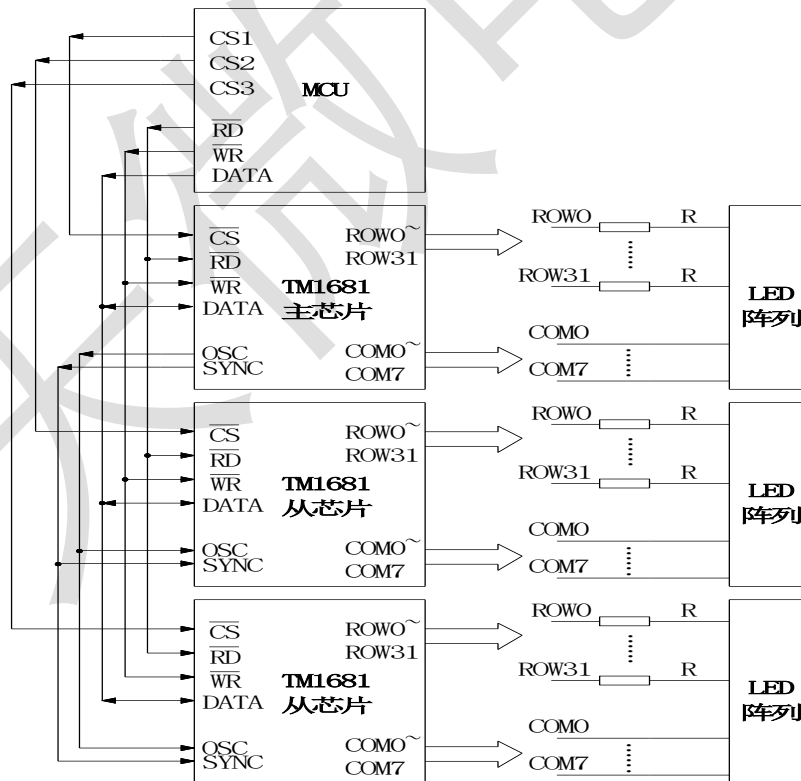 CS1
CS2
CS3
MCU
RD
WR
DATA
CS
RD
WR
DATA
OSC
SYNC
TM1681
主芯片
ROW0~
ROW31
COM0~
COM7
ROW0
R
ROW31
R
COM0
COM7
LED
阵列
CS
RD
WR
DATA
OSC
SYNC
TM1681
从芯片
ROW0~
ROW31
COM0~
COM7
ROW0
R
ROW31
R
COM0
COM7
LED
阵列
CS
RD
WR
DATA
OSC
SYNC
TM1681
从芯片
ROW0~
ROW31
COM0~
COM7
ROW0
R
ROW31
R
COM0
COM7
LED
阵列
天微